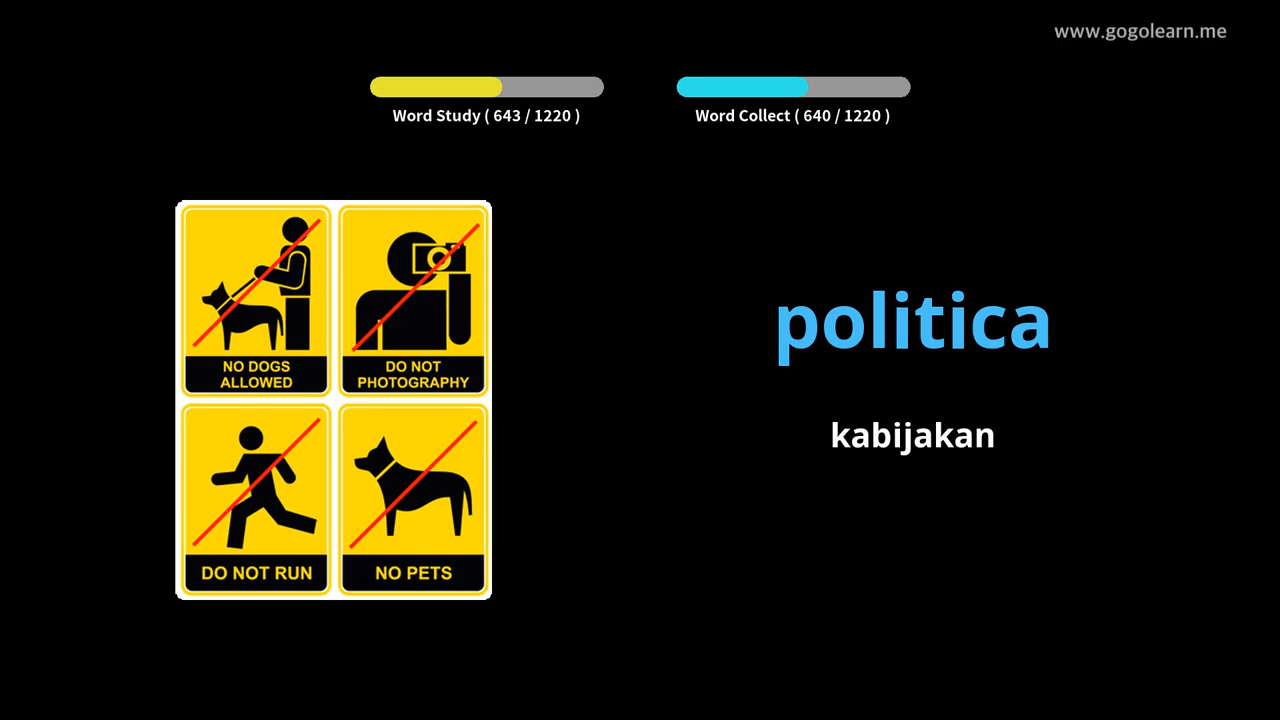 www.gogolearn.me
Word Study ( 643 / 1220 )
Word Collect ( 640 / 1220 )
NO DOGS
ALLOWED
DO NOT
PHOTOGRAPHY
DO NOT RUN
NO PETS
politica
kabijakan